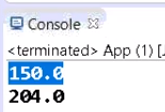 Console
<terminated> App (1) [
150.0
204.0